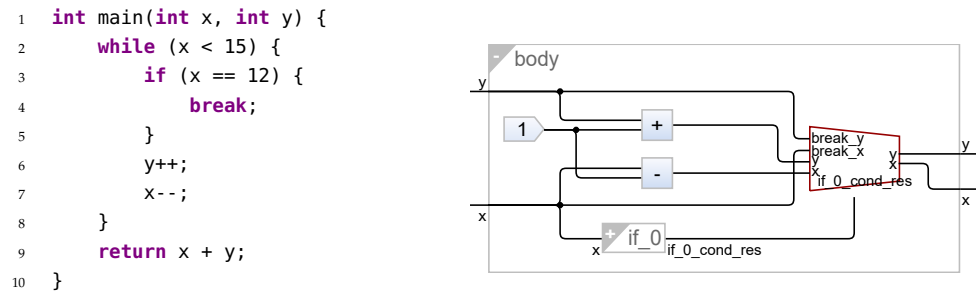 1 int main(int x, int y) {
2 while (x < 15) {
3 if (x == 12) {
4 break;
5 }
6 y++;
7 x--;
8 }
9 return x + y;
10 }
- body
y
1
+
-
x
break_y
break_x
y y
x x
if_0_cond_res
y
x
+ if_0
x if_0_cond_res